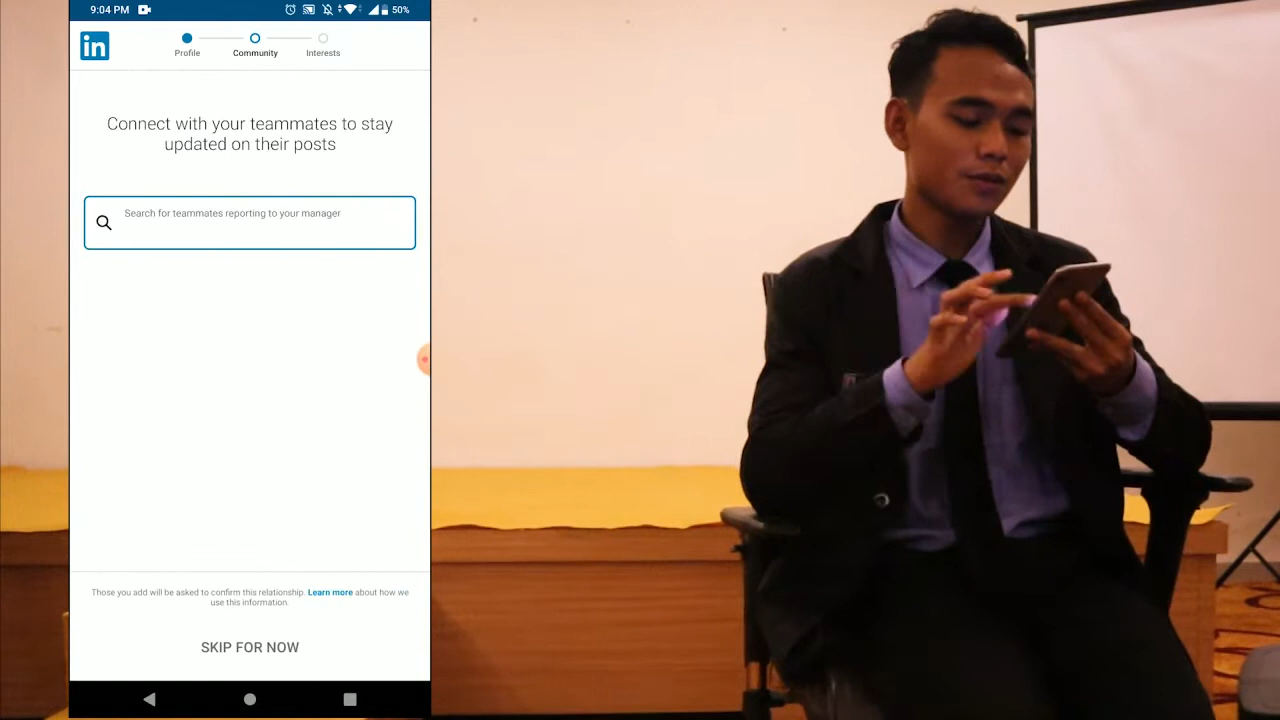 9:04 PM
50%
in
Profile
Community
Interests
Connect with your teammates to stay
updated on their posts
Search for teammates reporting to your manager
Those you add will be asked to confirm this relationship. Learn more about how we
use this information.
SKIP FOR NOW